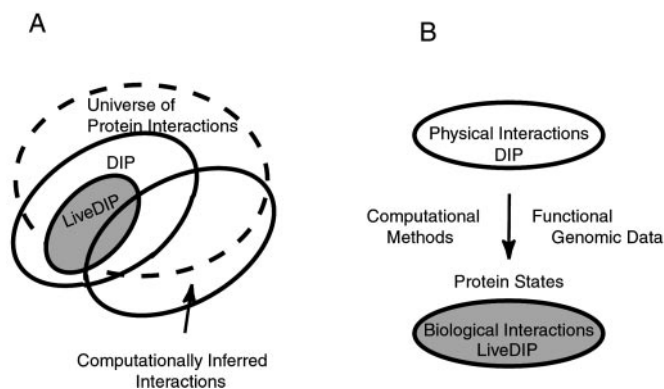 A
Universe of
Protein Interactions
DIP
LiveDIP
Computationally Inferred
Interactions
B
Physical Interactions
DIP
Computational
Methods
Functional
Genomic Data
Protein States
Biological Interactions
LiveDIP